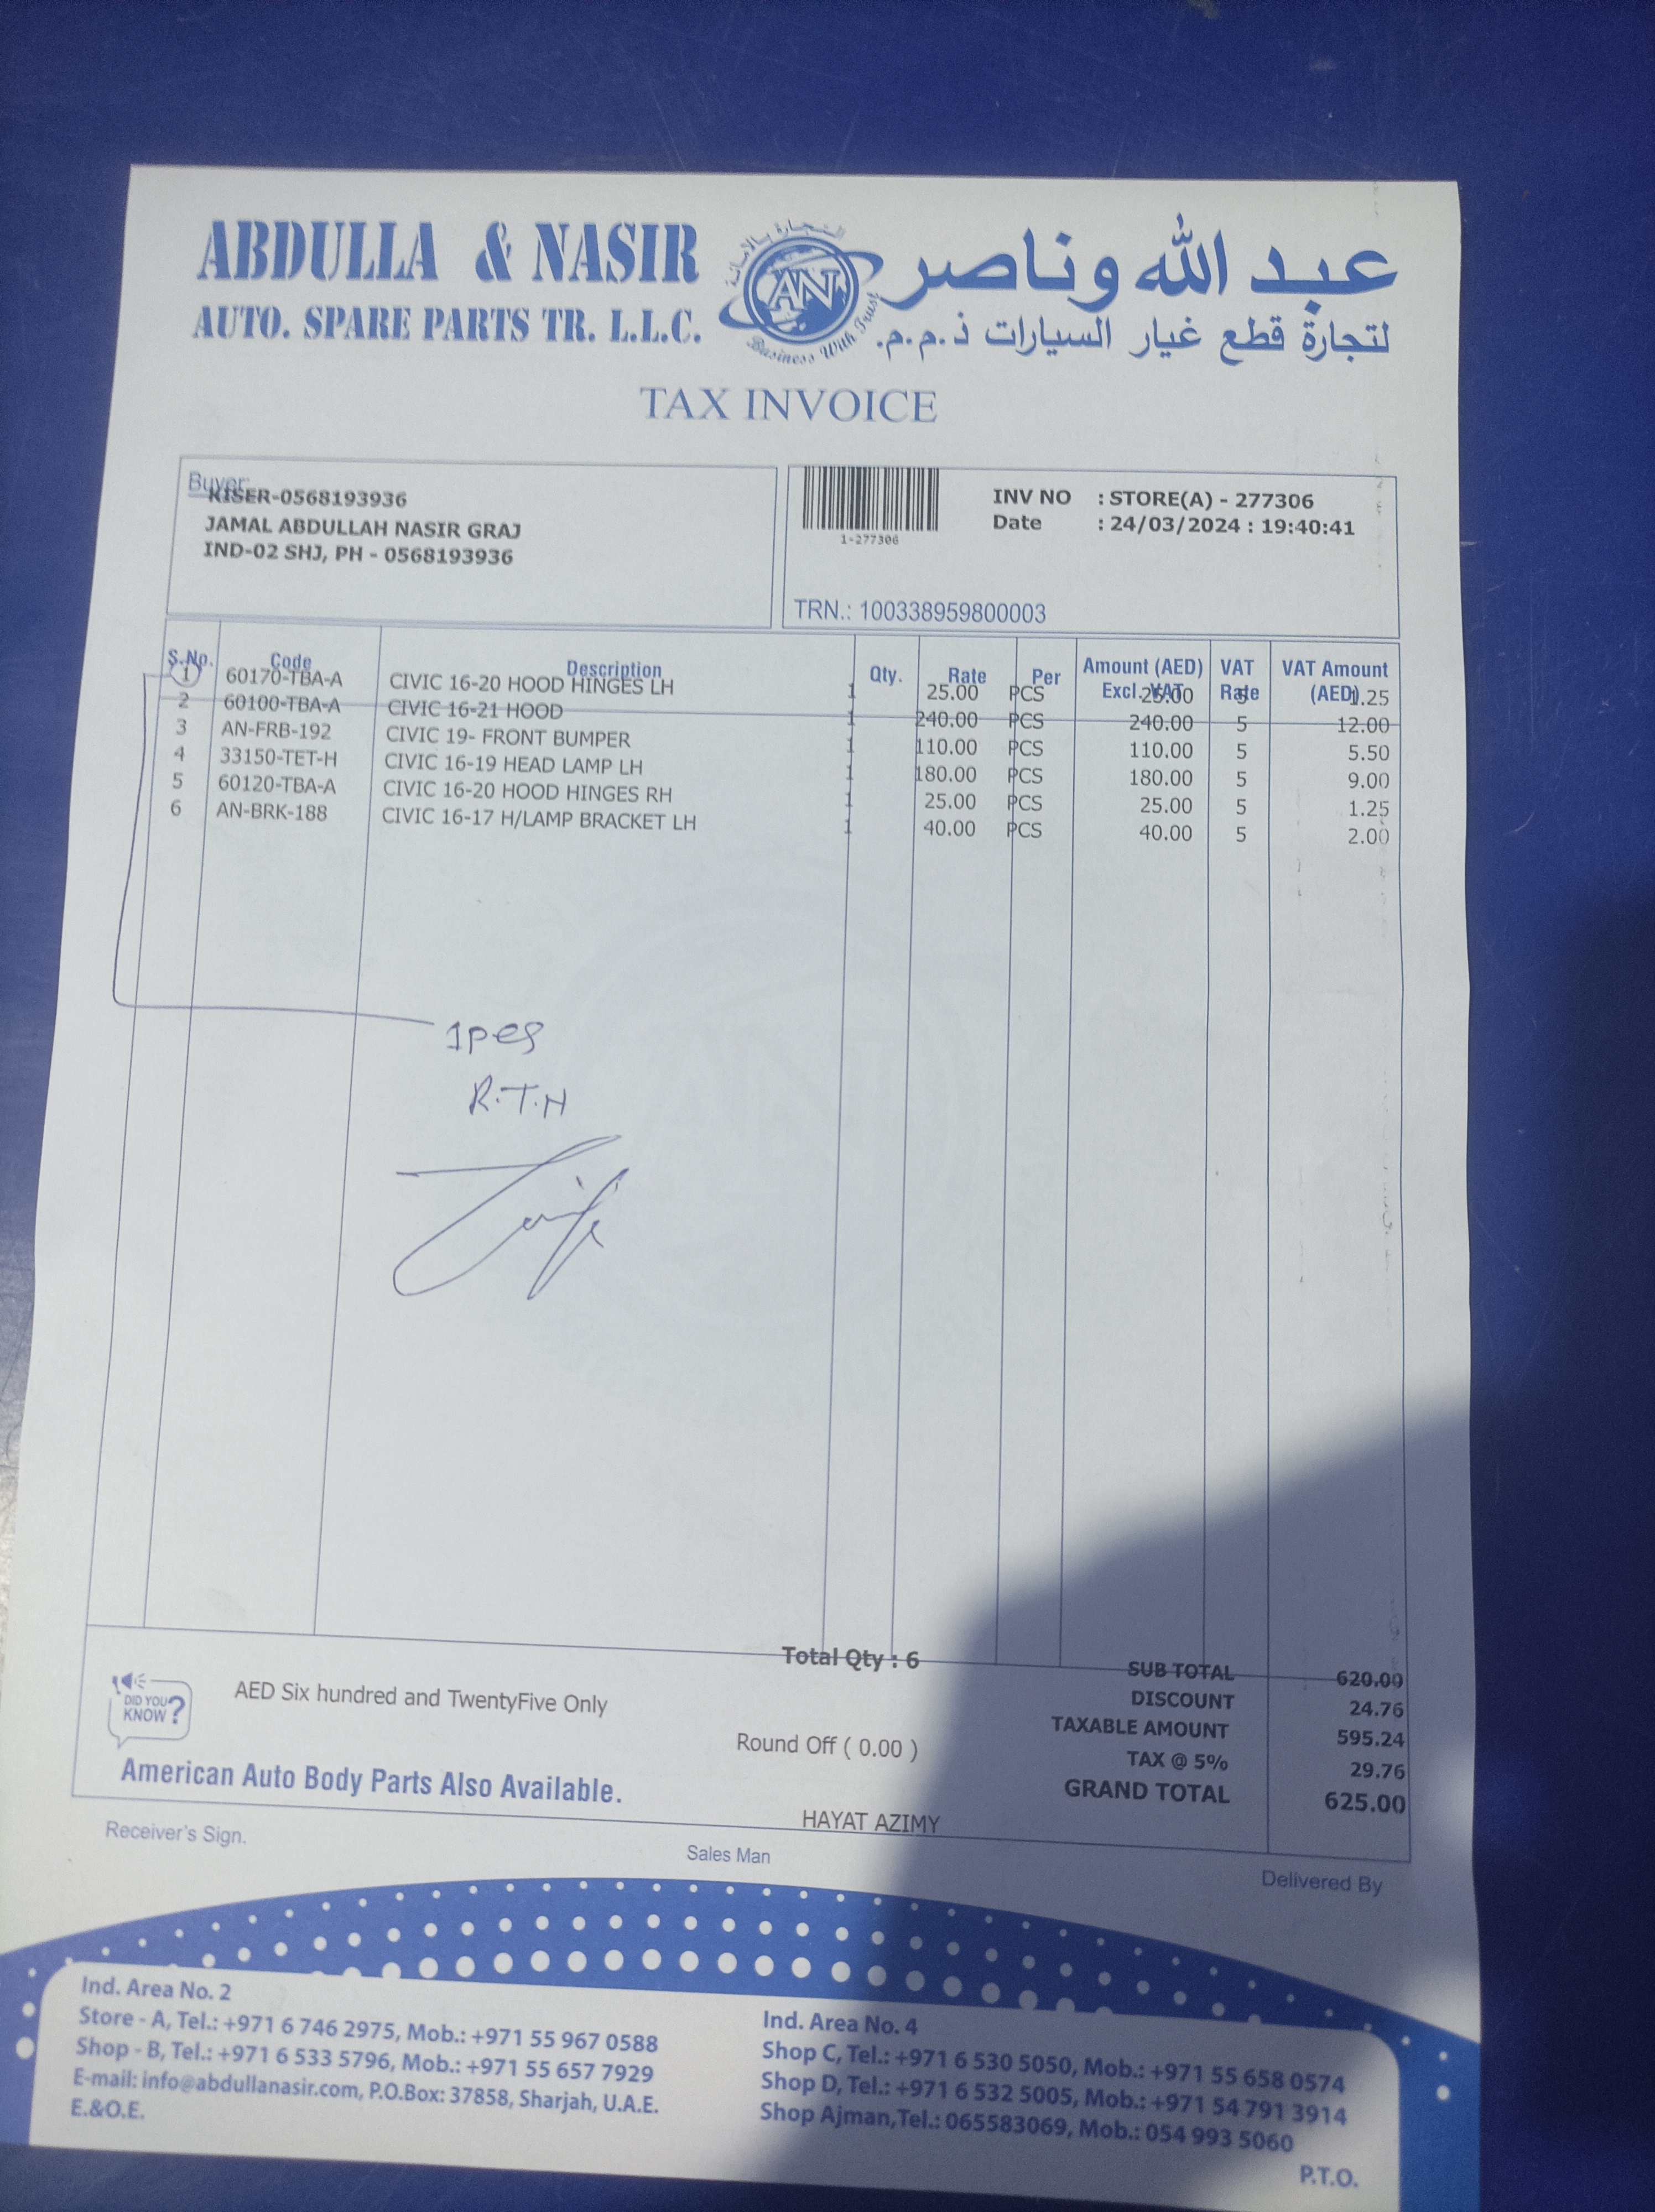 ABDULLA & NASIR
AUTO. SPARE PARTS TR. L.L.C.
التجارة بالامانة
AN
Business With Trust
عبد الله وناصر
لتجارة قطع غيار السيارات ذ.م.م.
TAX INVOICE
Buyer:
KISER-0568193936
JAMAL ABDULLAH NASIR GRAJ
IND-02 SHJ, PH - 0568193936
1-277306
INV NO : STORE(A) - 277306
Date : 24/03/2024 : 19:40:41
TRN.: 100338959800003
S.No. Code Description Qty. Rate Per Amount (AED) Excl. VAT VAT Rate VAT Amount (AED)
1 60170-TBA-A CIVIC 16-20 HOOD HINGES LH 1 25.00 PCS 25.00 5 1.25
2 60100-TBA-A CIVIC 16-21 HOOD 1 240.00 PCS 240.00 5 12.00
3 AN-FRB-192 CIVIC 19- FRONT BUMPER 1 110.00 PCS 110.00 5 5.50
4 33150-TET-H CIVIC 16-19 HEAD LAMP LH 1 180.00 PCS 180.00 5 9.00
5 60120-TBA-A CIVIC 16-20 HOOD HINGES RH 1 25.00 PCS 25.00 5 1.25
6 AN-BRK-188 CIVIC 16-17 H/LAMP BRACKET LH 1 40.00 PCS 40.00 5 2.00
1pes
R.T.N
Total Qty : 6
SUB TOTAL 620.00
DISCOUNT 24.76
TAXABLE AMOUNT 595.24
TAX @ 5% 29.76
GRAND TOTAL 625.00
DID YOU KNOW?
AED Six hundred and TwentyFive Only
Round Off ( 0.00 )
American Auto Body Parts Also Available.
HAYAT AZIMY
Receiver's Sign.
Sales Man
Delivered By
Ind. Area No. 2
Store - A, Tel.: +971 6 746 2975, Mob.: +971 55 967 0588
Shop - B, Tel.: +971 6 533 5796, Mob.: +971 55 657 7929
E-mail: info@abdullanasir.com, P.O.Box: 37858, Sharjah, U.A.E.
E.&O.E.
Ind. Area No. 4
Shop C, Tel.: +971 6 530 5050, Mob.: +971 55 658 0574
Shop D, Tel.: +971 6 532 5005, Mob.: +971 54 791 3914
Shop Ajman,Tel.: 065583069, Mob.: 054 993 5060
P.T.O.